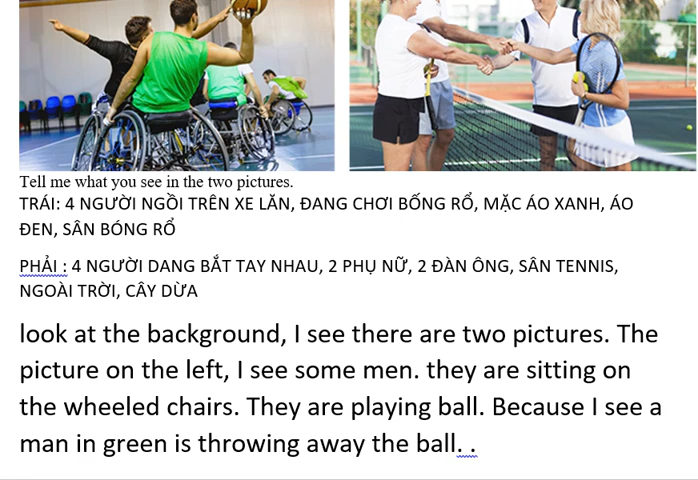 Tell me what you see in the two pictures.
TRÁI: 4 NGƯỜI NGỒI TRÊN XE LĂN, ĐANG CHƠI BỐNG RỔ, MẶC ÁO XANH, ÁO
ĐEN, SÂN BÓNG RỔ
PHẢI : 4 NGƯỜI DANG BẮT TAY NHAU, 2 PHỤ NỮ, 2 ĐÀN ÔNG, SÂN TENNIS,
NGOÀI TRỜI, CÂY DỪA
look at the background, I see there are two pictures. The
picture on the left, I see some men. they are sitting on
the wheeled chairs. They are playing ball. Because I see a
man in green is throwing away the ball. .